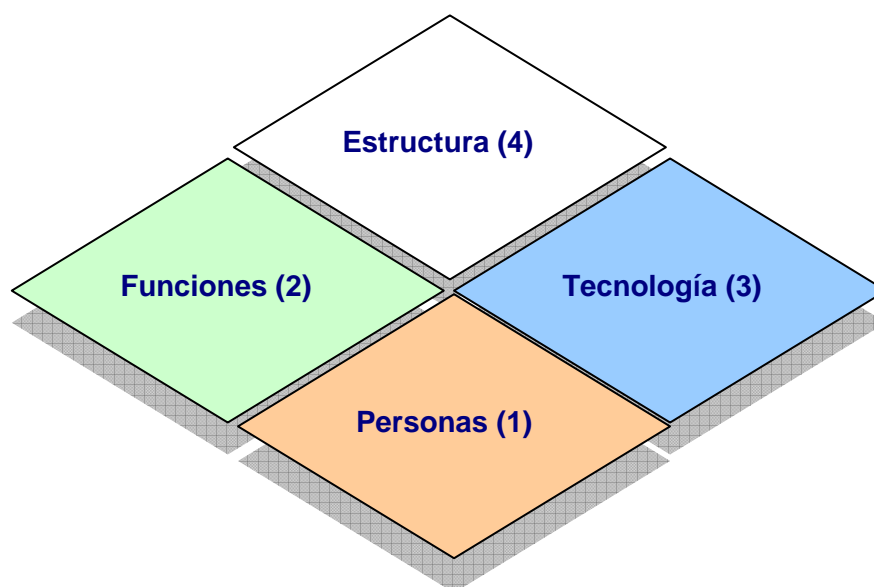 Estructura (4)
Funciones (2)
Tecnología (3)
Personas (1)